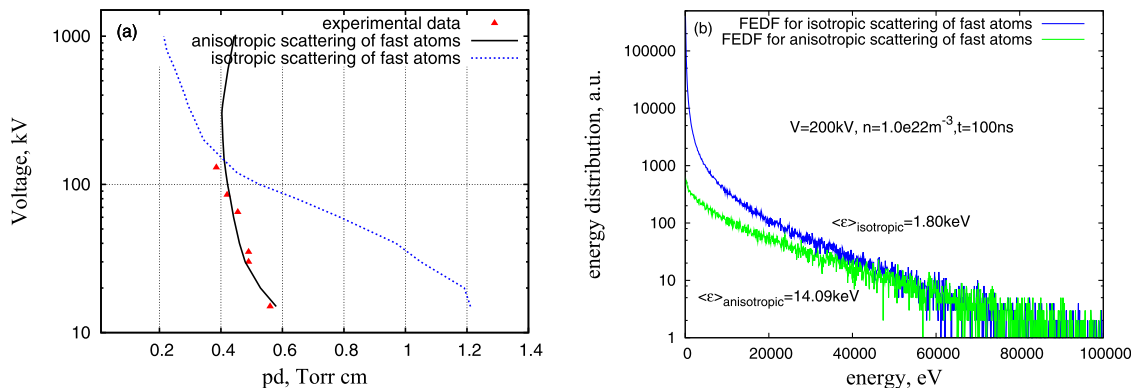 (a)
experimental data
anisotropic scattering of fast atoms
isotropic scattering of fast atoms
1000
100
10
Voltage, kV
0.2 0.4 0.6 0.8 1 1.2 1.4
pd, Torr cm
(b)
FEDF for isotropic scattering of fast atoms
FEDF for anisotropic scattering of fast atoms
100000
10000
1000
100
10
1
energy distribution, a.u.
V=200kV, n=1.0e22m⁻³,t=100ns
<ε>isotropic=1.80keV
<ε>anisotropic=14.09keV
0 20000 40000 60000 80000 100000
energy, eV